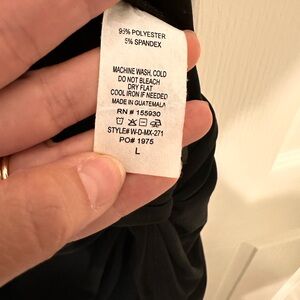 95% POLYESTER
5% SPANDEX
MACHINE WASH, COLD
DO NOT BLEACH
DRY FLAT
COOL IRON IF NEEDED
MADE IN GUATEMALA
RN # 155930
STYLE# W-D-MX-271
PO# 1975
L